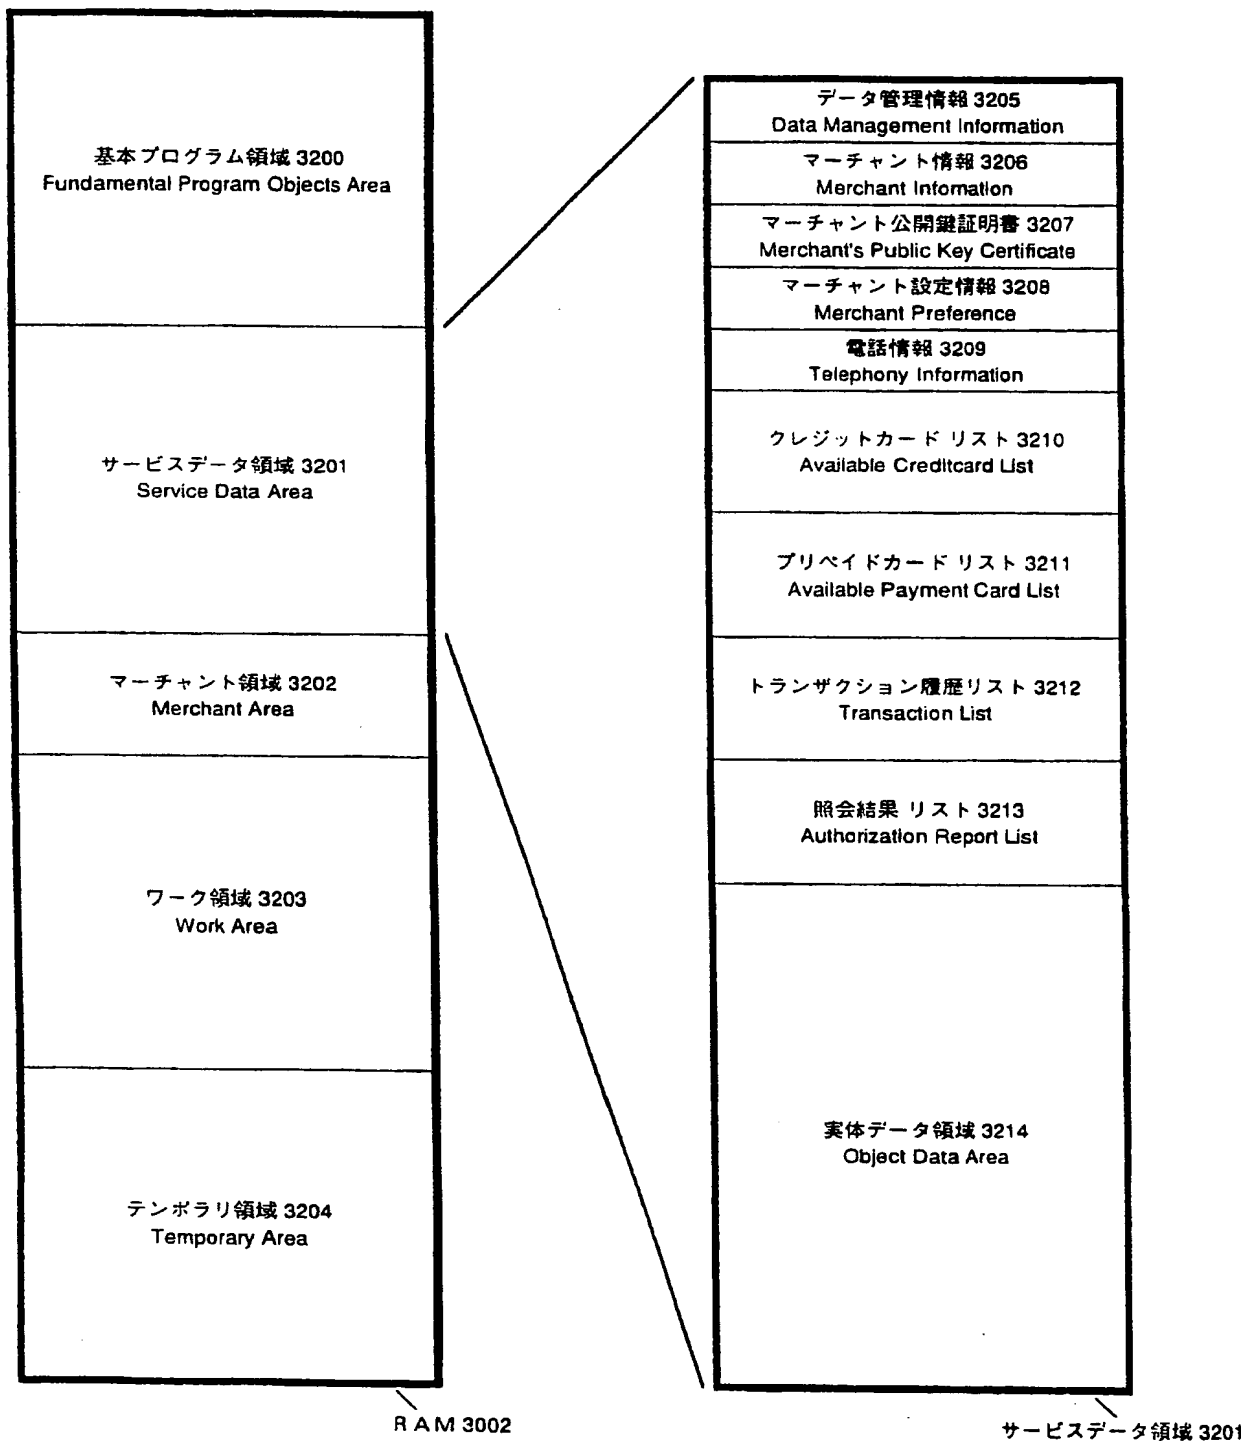 基本プログラム領域 3200
Fundamental Program Objects Area
サービスデータ領域 3201
Service Data Area
マーチャント領域 3202
Merchant Area
ワーク領域 3203
Work Area
テンポラリ領域 3204
Temporary Area
RAM 3002
データ管理情報 3205
Data Management Information
マーチャント情報 3206
Merchant Infomation
マーチャント公開鍵証明書 3207
Merchant's Public Key Certificate
マーチャント設定情報 3208
Merchant Preference
電話情報 3209
Telephony Information
クレジットカード リスト 3210
Available Creditcard List
プリペイドカード リスト 3211
Available Payment Card List
トランザクション履歴リスト 3212
Transaction List
照会結果 リスト 3213
Authorization Report List
実体データ領域 3214
Object Data Area
サービスデータ領域 3201